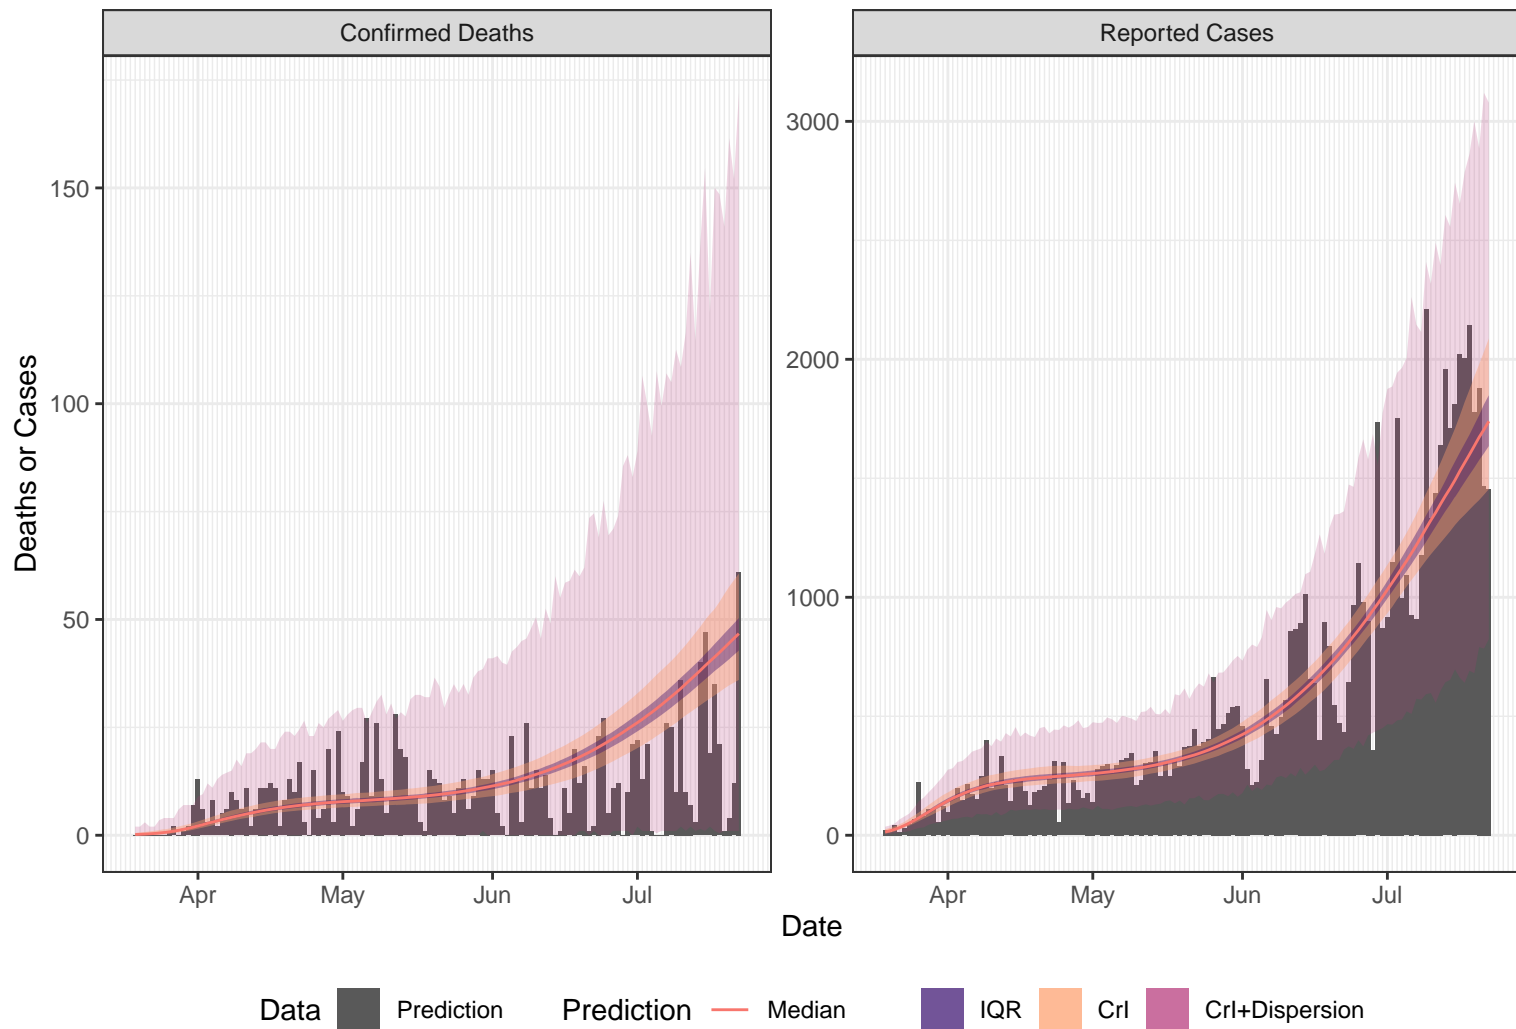 Confirmed Deaths
Reported Cases
Deaths or Cases
150
100
50
0
3000
2000
1000
0
Apr May Jun Jul
Apr May Jun Jul
Date
Data Prediction Prediction Median IQR CrI CrI+Dispersion